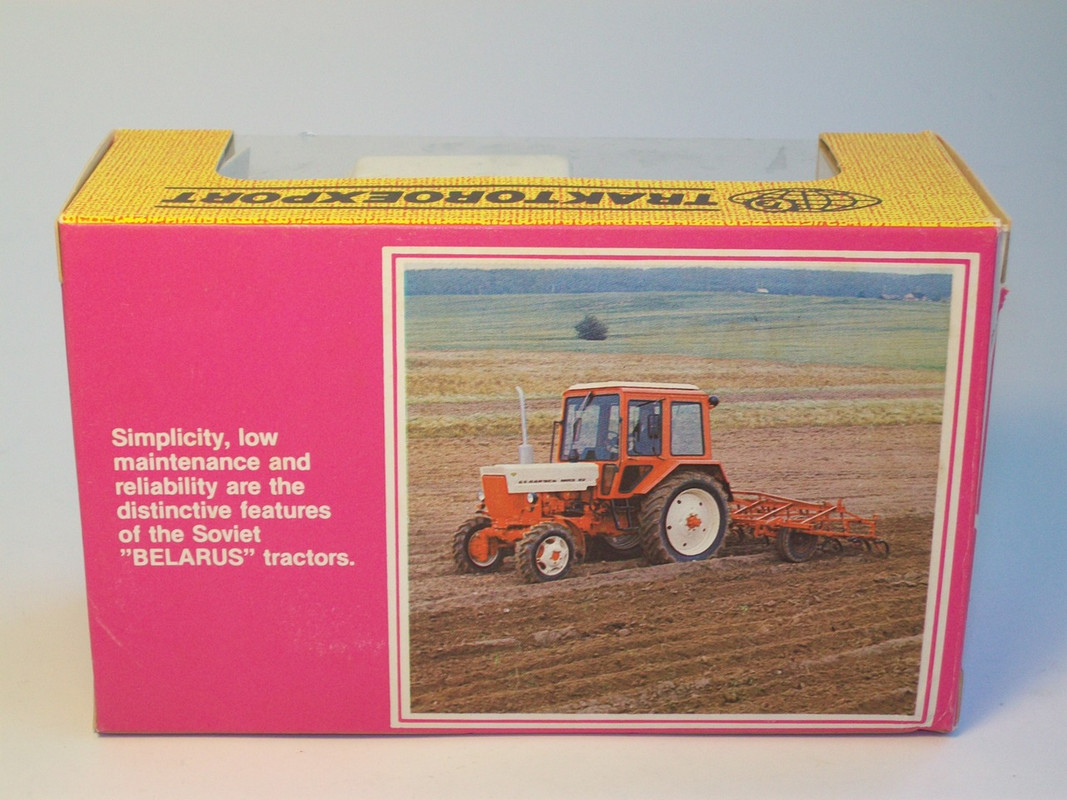 TRAKTOROEXPORT
Simplicity, low
maintenance and
reliability are the
distinctive features
of the Soviet
"BELARUS" tractors.